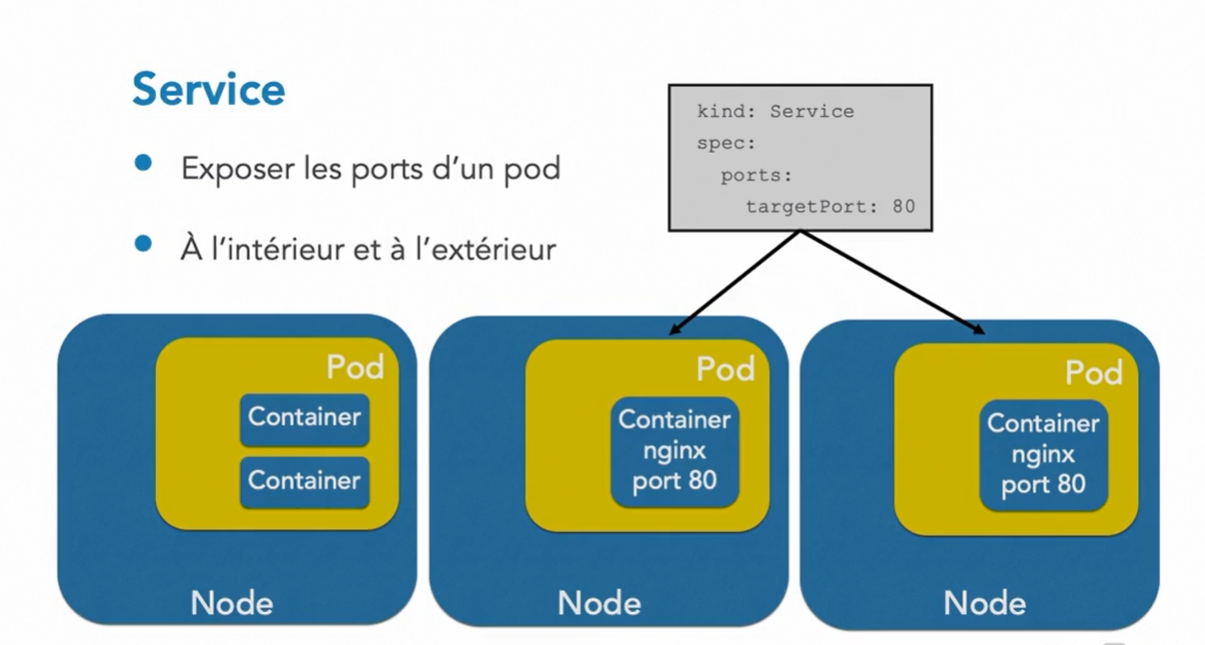 Service
Exposer les ports d'un pod
À l'intérieur et à l'extérieur
kind: Service
spec:
  ports:
    targetPort: 80
Pod
Container
Container
Node
Pod
Container
nginx
port 80
Node
Pod
Container
nginx
port 80
Node